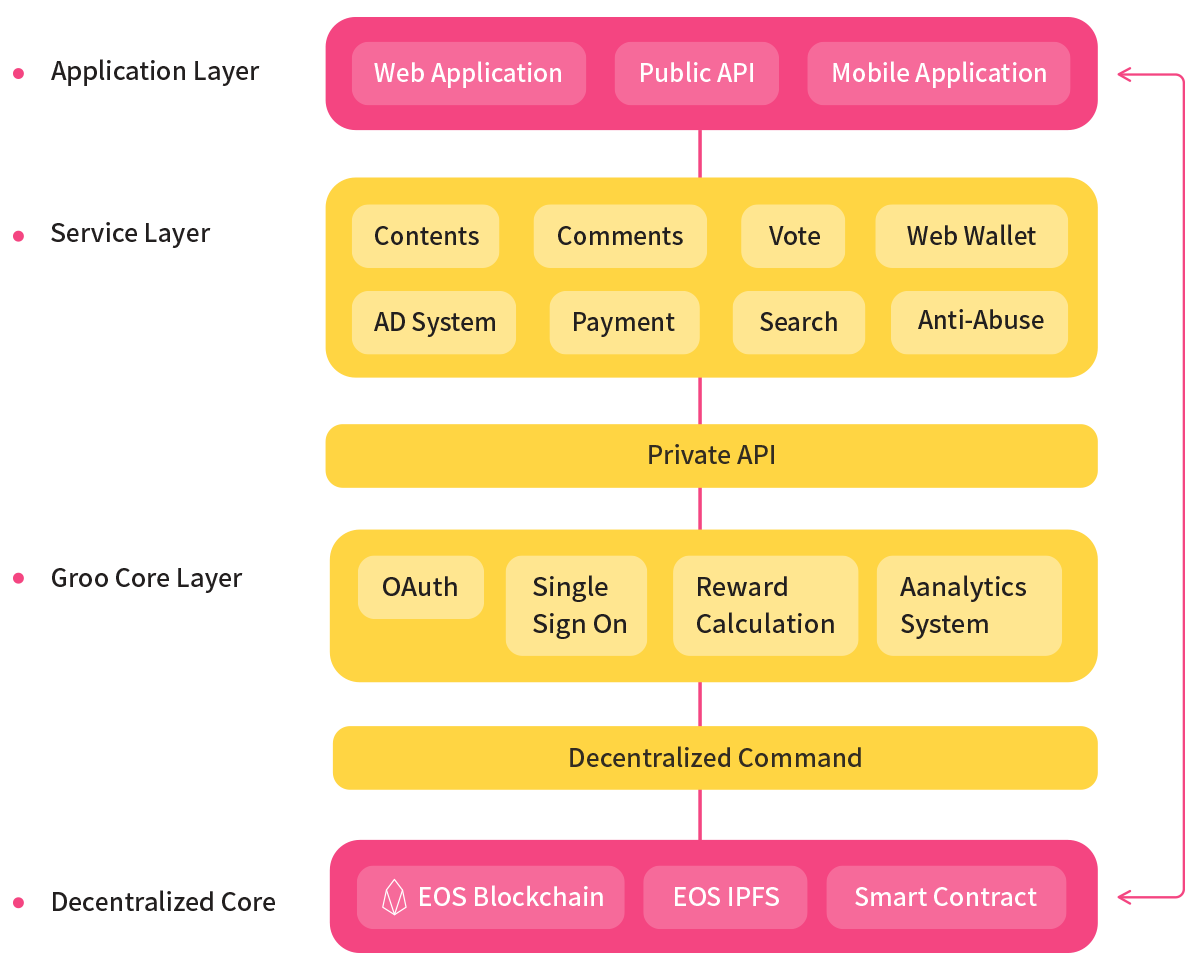 Application Layer
Web Application
Public API
Mobile Application
Service Layer
Contents
Comments
Vote
Web Wallet
AD System
Payment
Search
Anti-Abuse
Private API
Groo Core Layer
OAuth
Single
Sign On
Reward
Calculation
Aanalytics
System
Decentralized Command
Decentralized Core
EOS Blockchain
EOS IPFS
Smart Contract